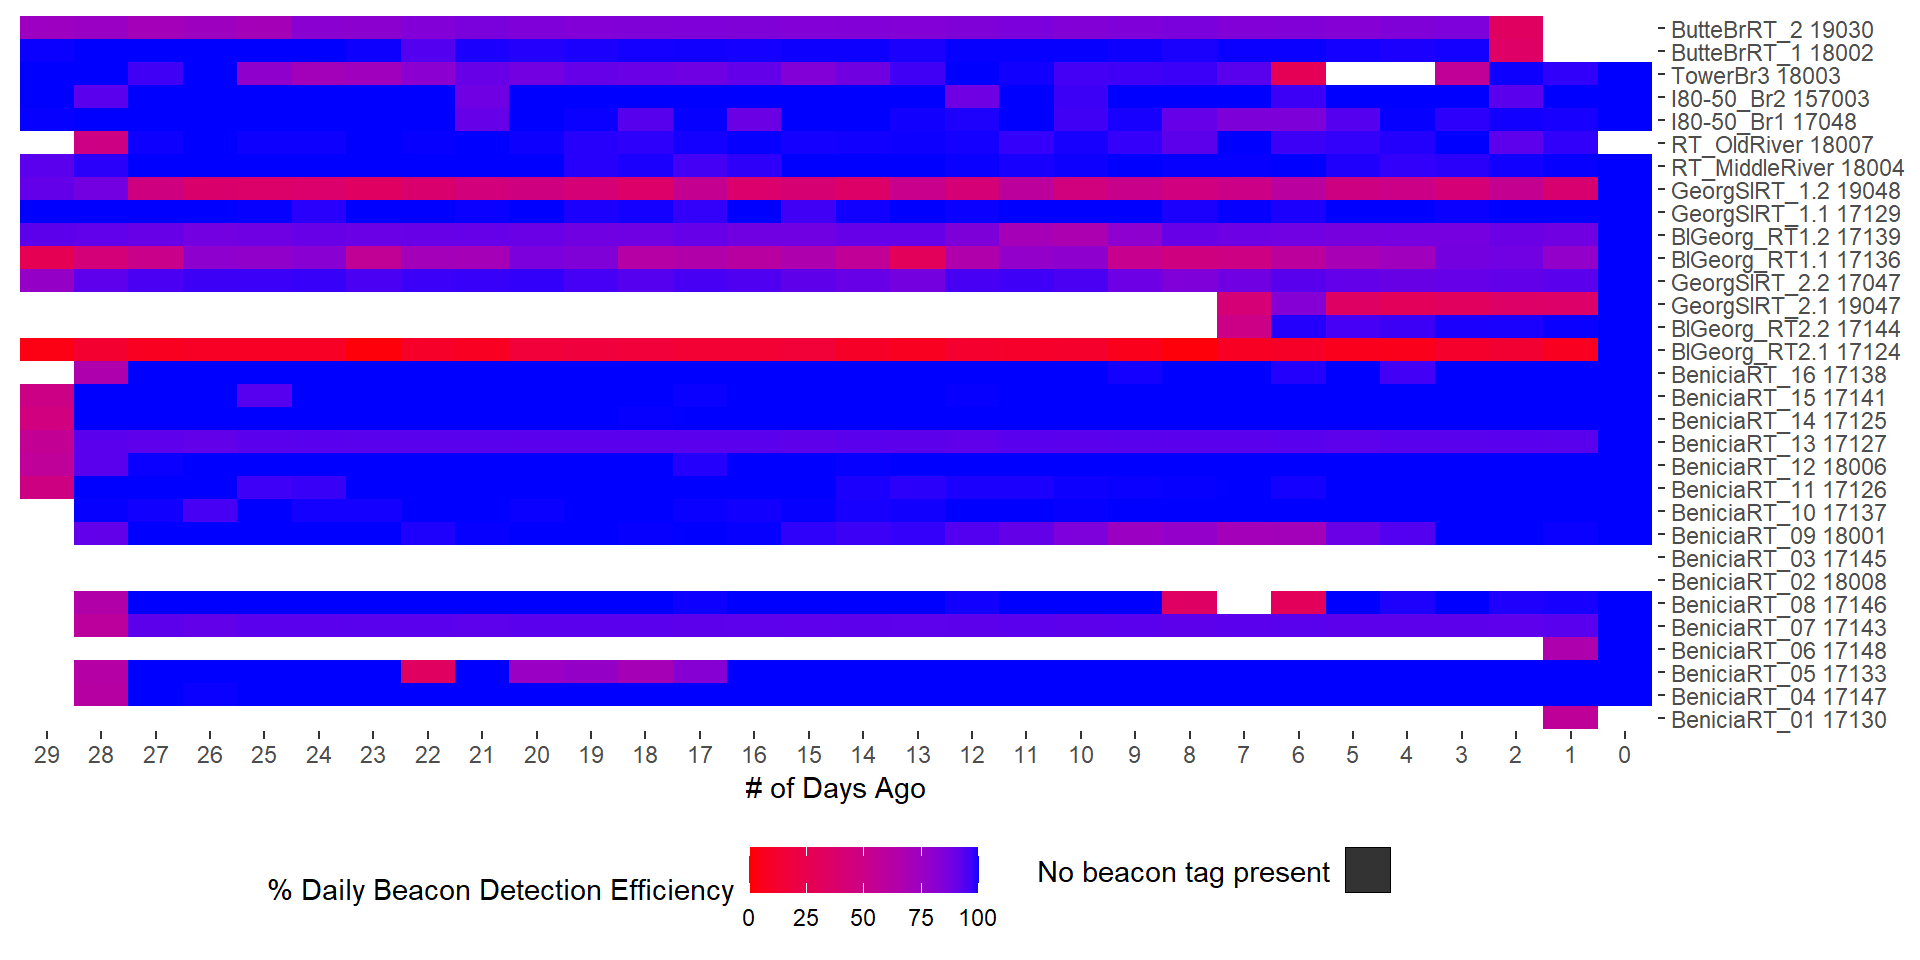 ButteBrRT_2 19030
ButteBrRT_1 18002
TowerBr3 18003
I80-50_Br2 157003
I80-50_Br1 17048
RT_OldRiver 18007
RT_MiddleRiver 18004
GeorgSlRT_1.2 19048
GeorgSlRT_1.1 17129
BlGeorg_RT1.2 17139
BlGeorg_RT1.1 17136
GeorgSlRT_2.2 17047
GeorgSlRT_2.1 19047
BlGeorg_RT2.2 17144
BlGeorg_RT2.1 17124
BeniciaRT_16 17138
BeniciaRT_15 17141
BeniciaRT_14 17125
BeniciaRT_13 17127
BeniciaRT_12 18006
BeniciaRT_11 17126
BeniciaRT_10 17137
BeniciaRT_09 18001
BeniciaRT_03 17145
BeniciaRT_02 18008
BeniciaRT_08 17146
BeniciaRT_07 17143
BeniciaRT_06 17148
BeniciaRT_05 17133
BeniciaRT_04 17147
BeniciaRT_01 17130
29 28 27 26 25 24 23 22 21 20 19 18 17 16 15 14 13 12 11 10 9 8 7 6 5 4 3 2 1 0
# of Days Ago
% Daily Beacon Detection Efficiency
0 25 50 75 100
No beacon tag present